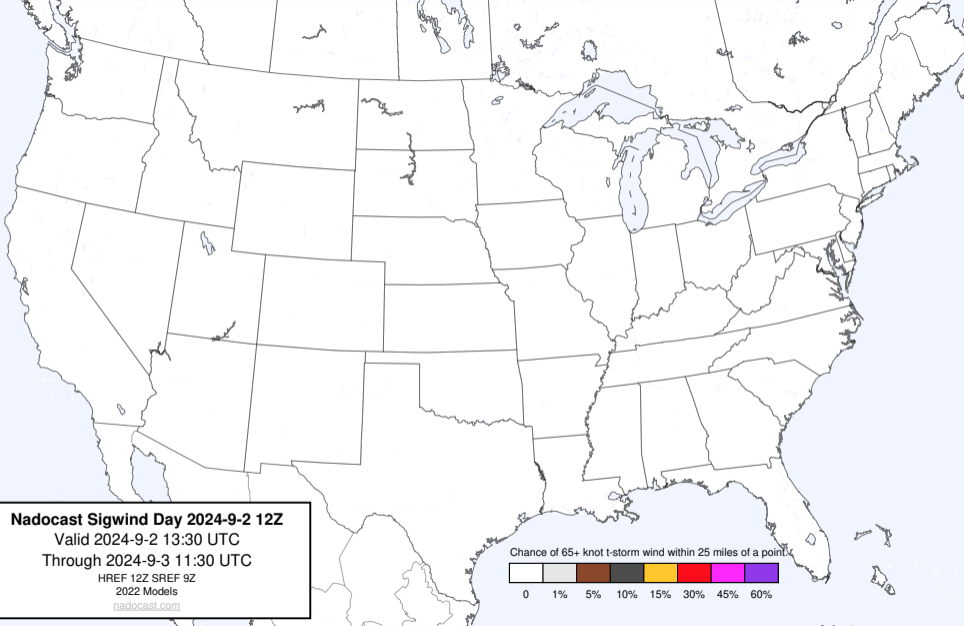 Nadocast Sigwind Day 2024-9-2 12Z
Valid 2024-9-2 13:30 UTC
Through 2024-9-3 11:30 UTC
HREF 12Z SREF 9Z
2022 Models
nadocast.com
Chance of 65+ knot t-storm wind within 25 miles of a point.
0 1% 5% 10% 15% 30% 45% 60%